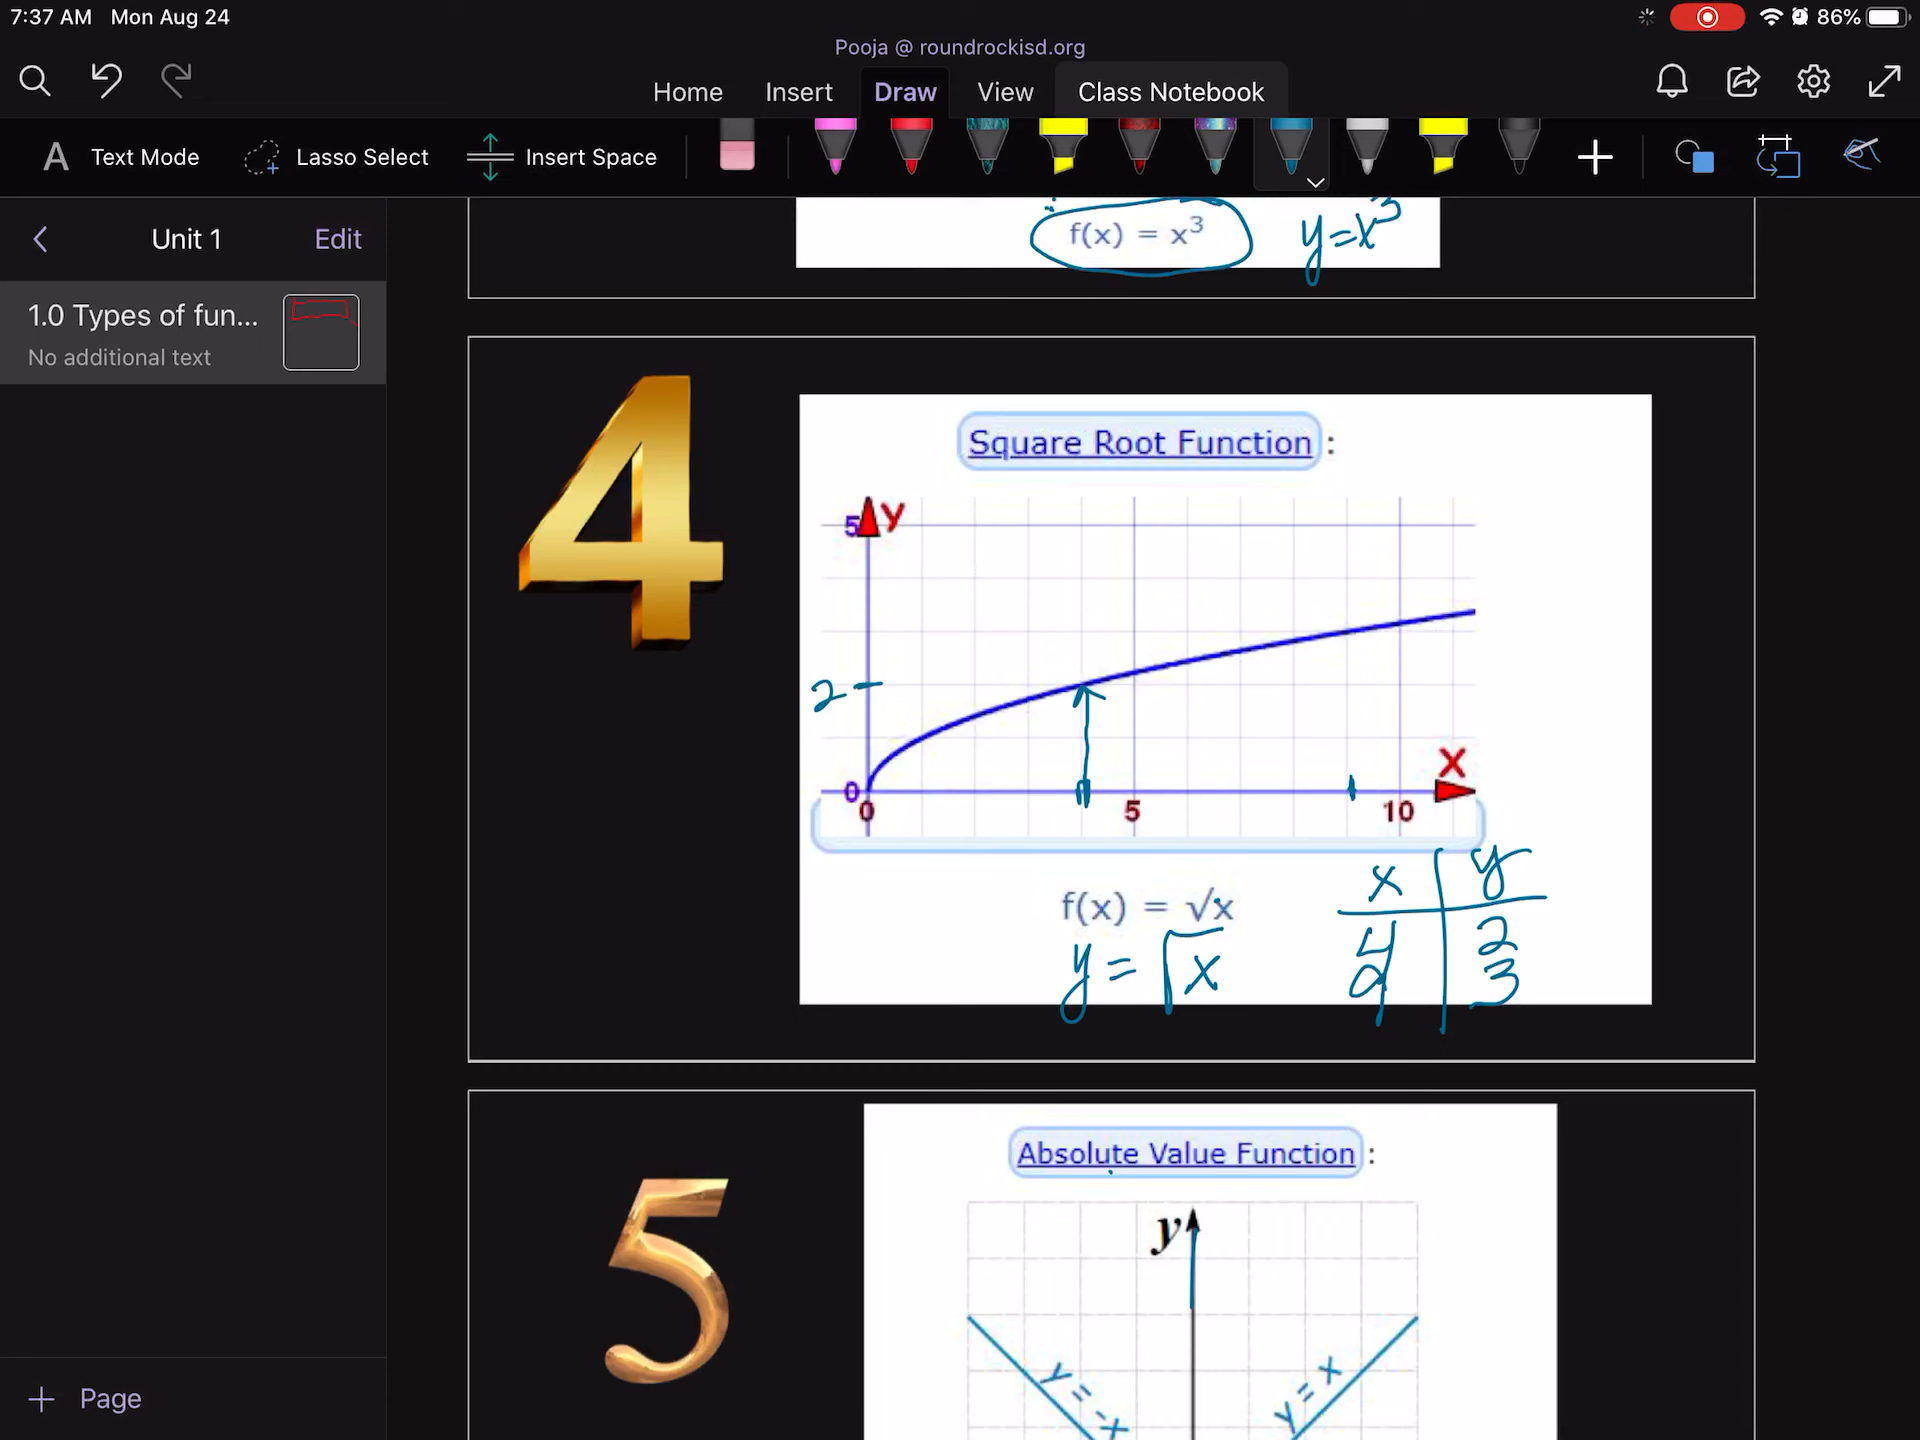 7:37 AM Mon Aug 24
86%
Pooja @ roundrockisd.org
Home Insert Draw View Class Notebook
A Text Mode Lasso Select Insert Space
Unit 1 Edit
1.0 Types of fun...
No additional text
Page
f(x) = x³ y=x³
4
Square Root Function :
5 Y
2
X
0
0 5 10
f(x) = √x
y = √x
x y
4 2
9 3
5
Absolute Value Function :
y
y = -x y = x